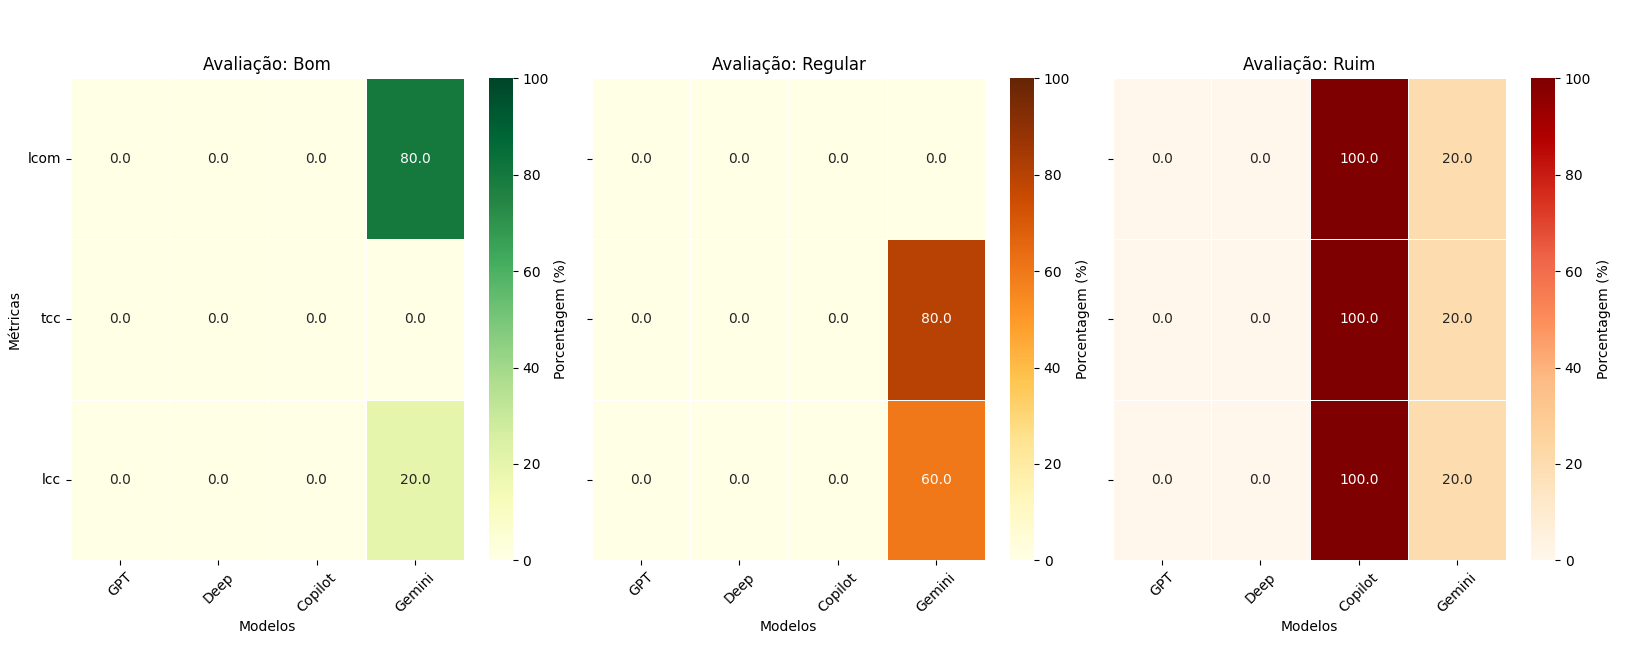 Avaliação: Bom
Métricas
lcom
tcc
lcc
0.0 0.0 0.0 80.0
0.0 0.0 0.0 0.0
0.0 0.0 0.0 20.0
GPT Deep Copilot Gemini
Modelos
100
80
60
40
20
0
Porcentagem (%)
Avaliação: Regular
0.0 0.0 0.0 0.0
0.0 0.0 0.0 80.0
0.0 0.0 0.0 60.0
GPT Deep Copilot Gemini
Modelos
100
80
60
40
20
0
Porcentagem (%)
Avaliação: Ruim
0.0 0.0 100.0 20.0
0.0 0.0 100.0 20.0
0.0 0.0 100.0 20.0
GPT Deep Copilot Gemini
Modelos
100
80
60
40
20
0
Porcentagem (%)